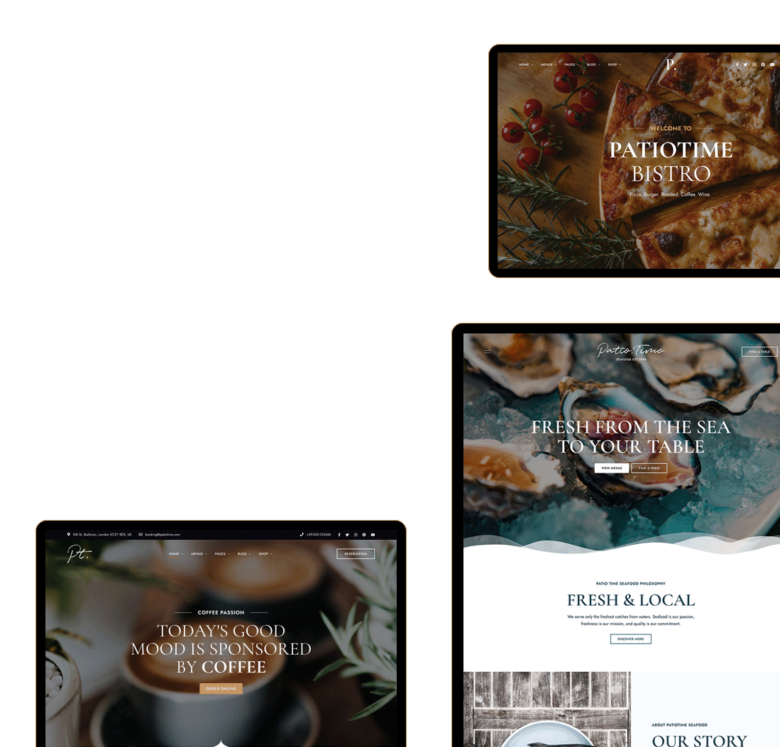 HOME MENUS PAGES BLOG SHOP
P.
WELCOME TO
PATIOTIME
BISTRO
Pizza Burger Roasted Coffee Wine
Patio Time
SEAFOOD
FIND A TABLE
FRESH FROM THE SEA
TO YOUR TABLE
VIEW MENUS FIND A TABLE
PATIO TIME SEAFOOD PHILOSOPHY
FRESH & LOCAL
We serve only the freshest catches from waters. Seafood is our passion,
freshness is our mission, and quality is our commitment.
DISCOVER MORE
ABOUT PATIOTIME SEAFOOD
OUR STORY
booking@patiotime.com
Pt.
HOME MENUS PAGES BLOG SHOP
RESERVATION
COFFEE PASSION
TODAY'S GOOD
MOOD IS SPONSORED
BY COFFEE
ORDER ONLINE